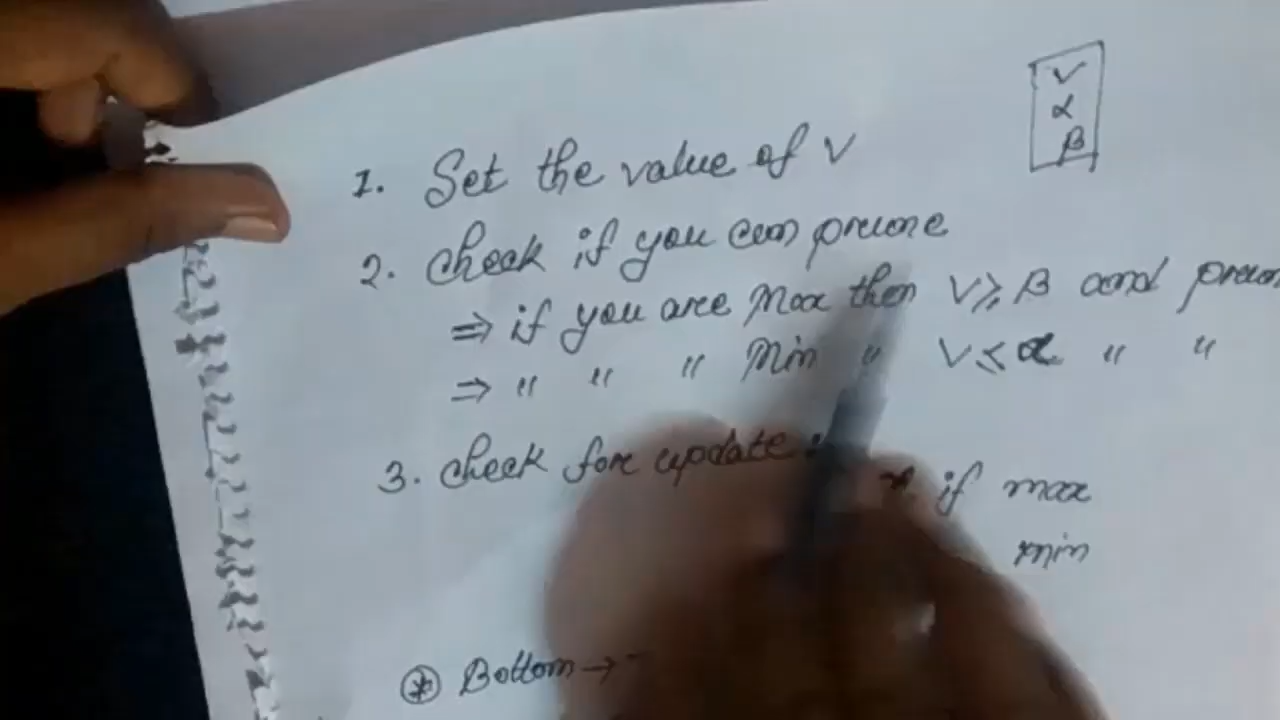 V
α
β
1. Set the value of v
2. check if you can prune
⇒ if you are Max then V ≥ β and prun
⇒ " " " Min " V ≤ α " "
3. check for update:
if max
min
⊛ Bottom →